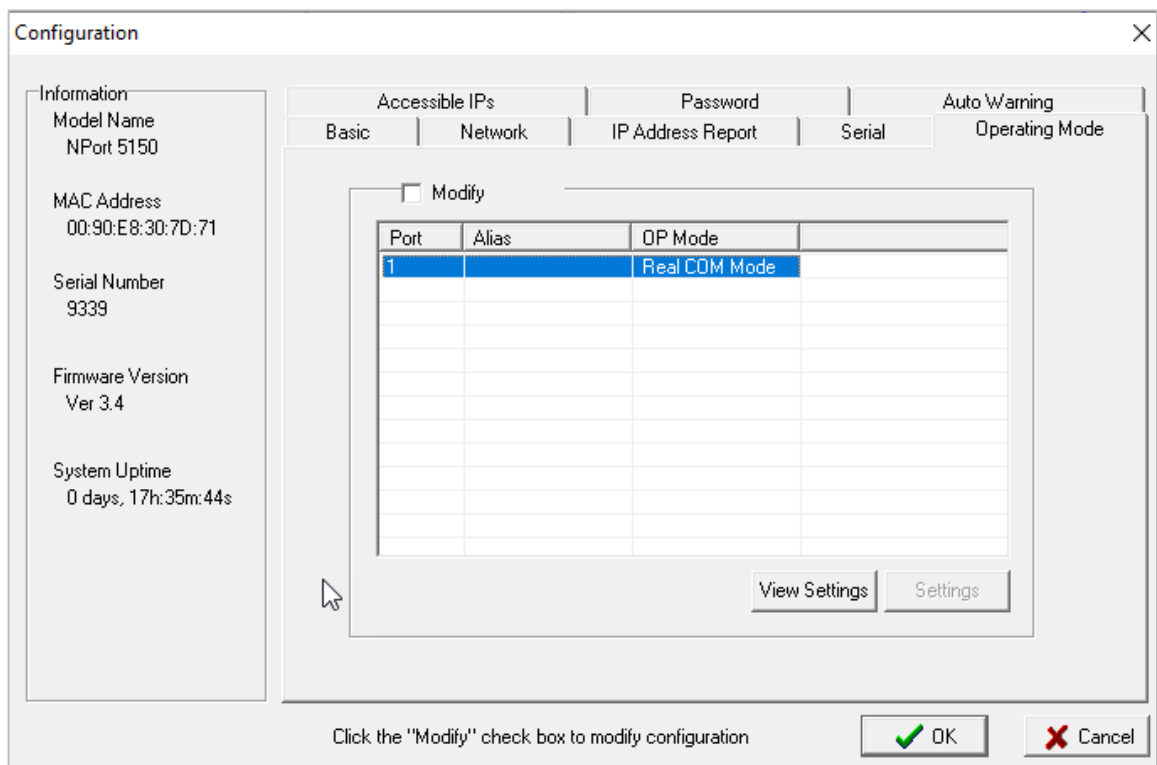 Configuration
Information
Model Name
NPort 5150
MAC Address
00:90:E8:30:7D:71
Serial Number
9339
Firmware Version
Ver 3.4
System Uptime
0 days, 17h:35m:44s
Accessible IPs Password Auto Warning
Basic Network IP Address Report Serial Operating Mode
Modify
Port Alias OP Mode
1 Real COM Mode
View Settings Settings
Click the "Modify" check box to modify configuration
OK Cancel